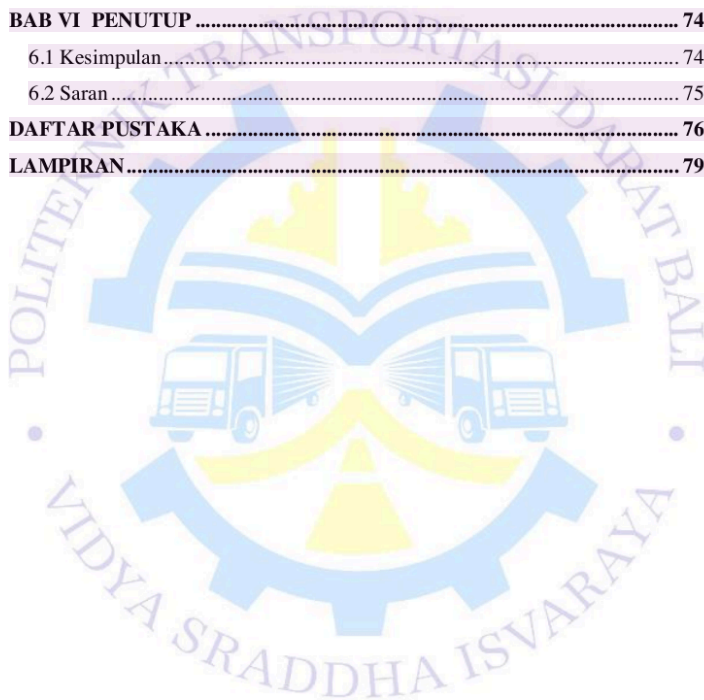 BAB VI PENUTUP ........................................................................................ 74
6.1 Kesimpulan ........................................................................................ 74
6.2 Saran ........................................................................................ 75
DAFTAR PUSTAKA ........................................................................................ 76
LAMPIRAN ........................................................................................ 79
POLITEKNIK TRANSPORTASI DARAT BALI
• VIDYA SRADDHA ISVARAYA •